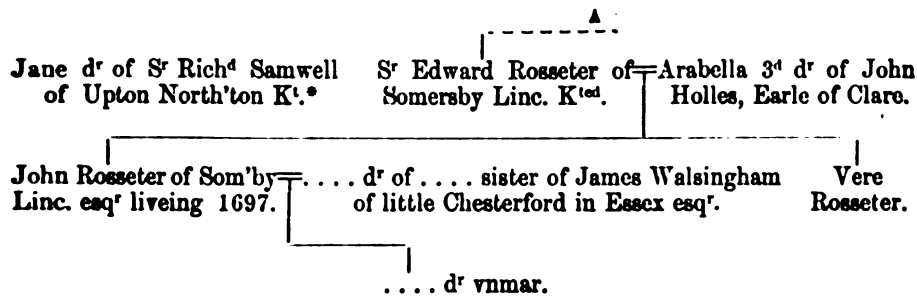 A
Jane dʳ of Sʳ Richᵈ Samwell
of Upton North'ton Kᵗ.*
Sʳ Edward Rosseter of
Somersby Linc. Kᵗᵉᵈ.
Arabella 3ᵈ dʳ of John
Holles, Earle of Clare.
John Rosseter of Som'by
Linc. esqʳ liveing 1697.
. . . . dʳ of . . . . sister of James Walsingham
of little Chesterford in Essex esqʳ.
Vere
Rosseter.
. . . . dʳ vnmar.